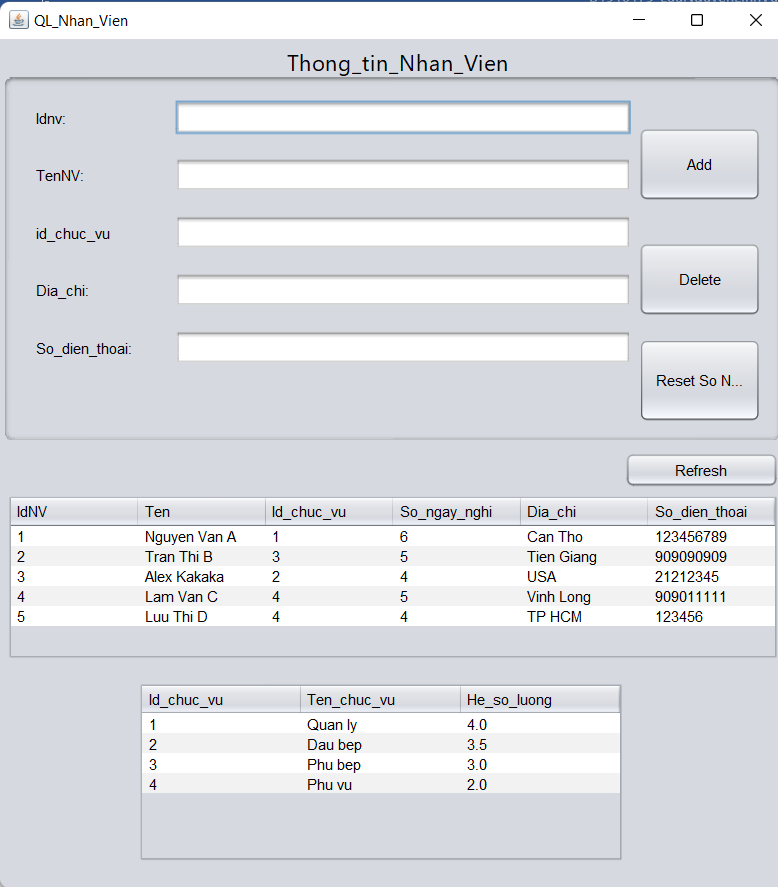 QL_Nhan_Vien
Thong_tin_Nhan_Vien
Idnv:
Add
TenNV:
id_chuc_vu
Delete
Dia_chi:
So_dien_thoai:
Reset So N...
Refresh
IdNV Ten Id_chuc_vu So_ngay_nghi Dia_chi So_dien_thoai
1 Nguyen Van A 1 6 Can Tho 123456789
2 Tran Thi B 3 5 Tien Giang 909090909
3 Alex Kakaka 2 4 USA 21212345
4 Lam Van C 4 5 Vinh Long 909011111
5 Luu Thi D 4 4 TP HCM 123456
Id_chuc_vu Ten_chuc_vu He_so_luong
1 Quan ly 4.0
2 Dau bep 3.5
3 Phu bep 3.0
4 Phu vu 2.0